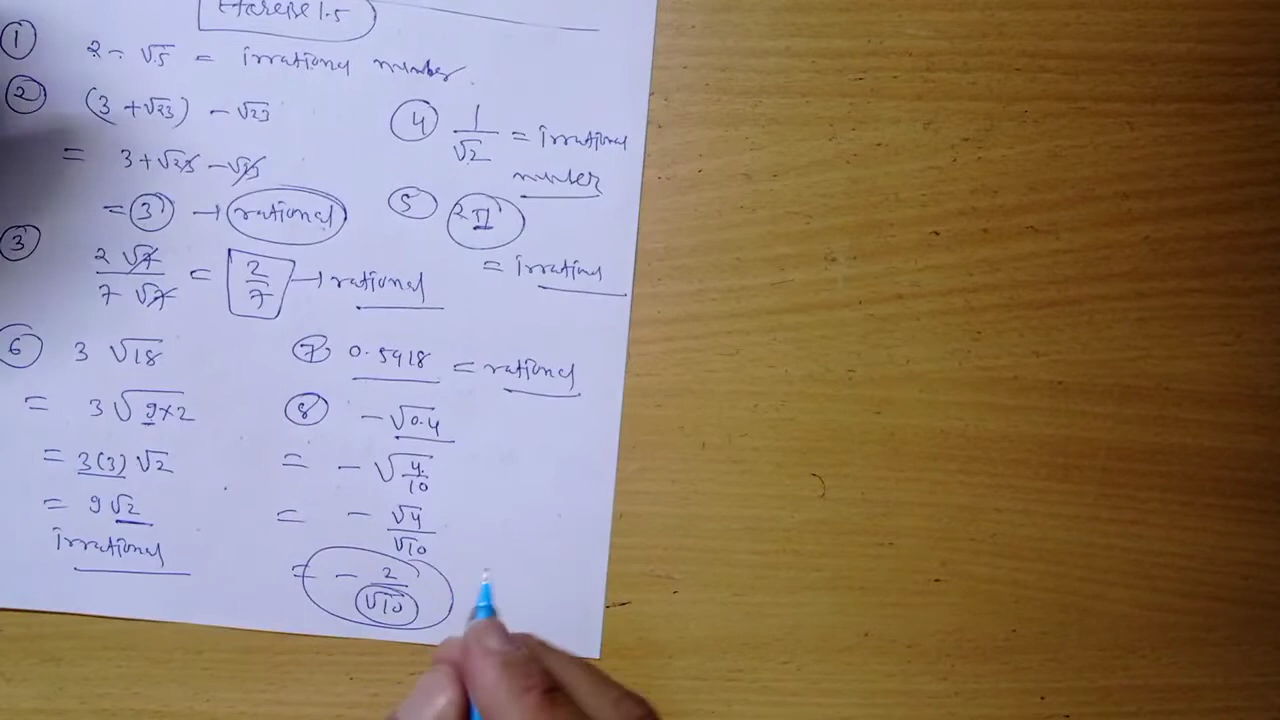 Exercise 1.5
① 2 - √5 = irrational number.
② (3 + √23) - √23
= 3 + √23 - √23
= 3 → rational
③ 2√7 / 7√7 = 2/7 → rational
④ 1/√2 = irrational
number
⑤ 2π
= irrational
⑥ 3 √18
= 3 √9×2
= 3(3) √2
= 9√2
irrational
⑦ 0.5918 = rational
⑧ - √0.4
= - √4/10
= - √4/√10
= - 2/√10